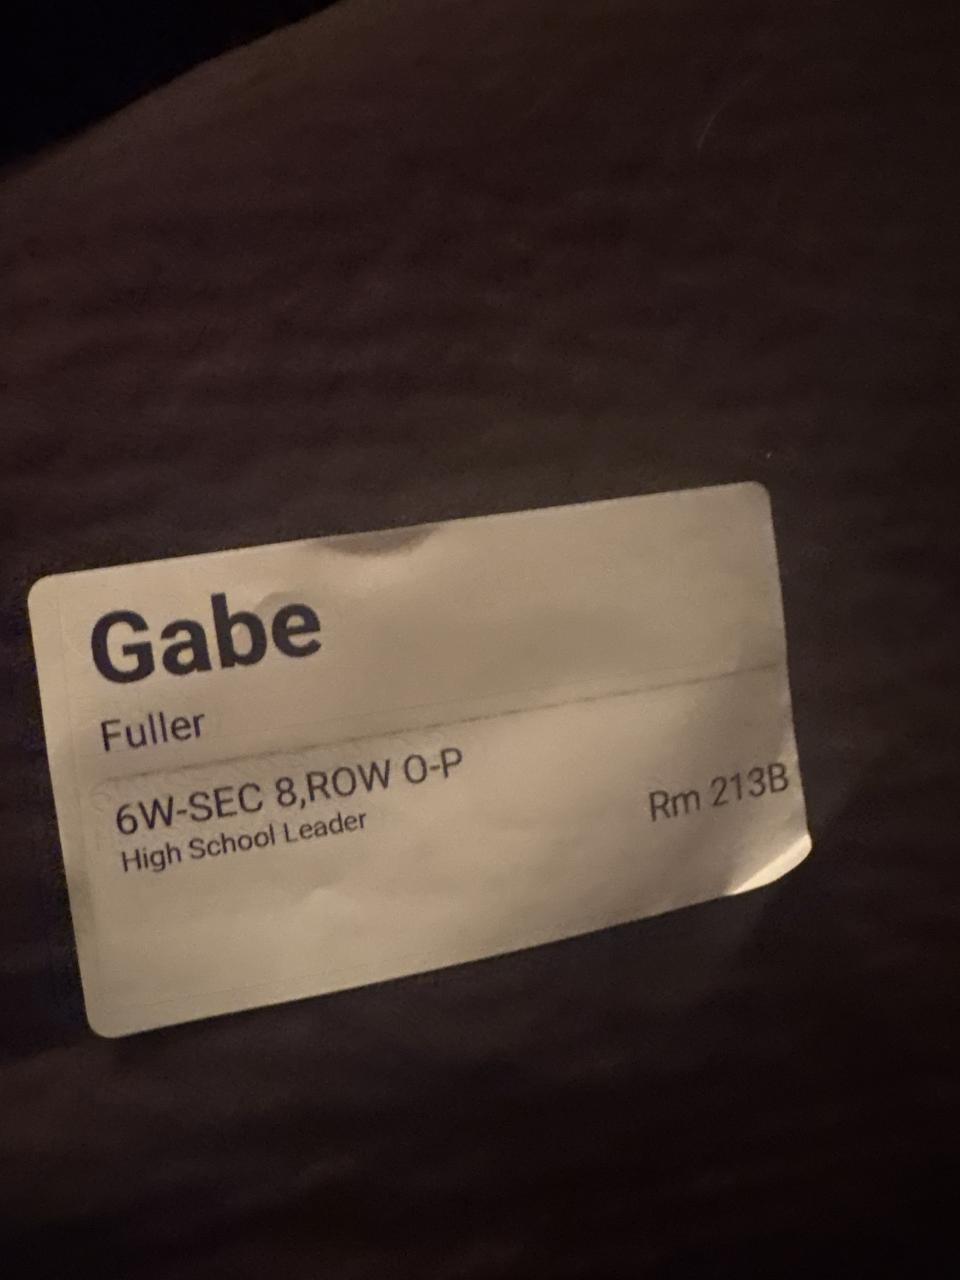 Gabe
Fuller
6W-SEC 8,ROW O-P
High School Leader
Rm 213B